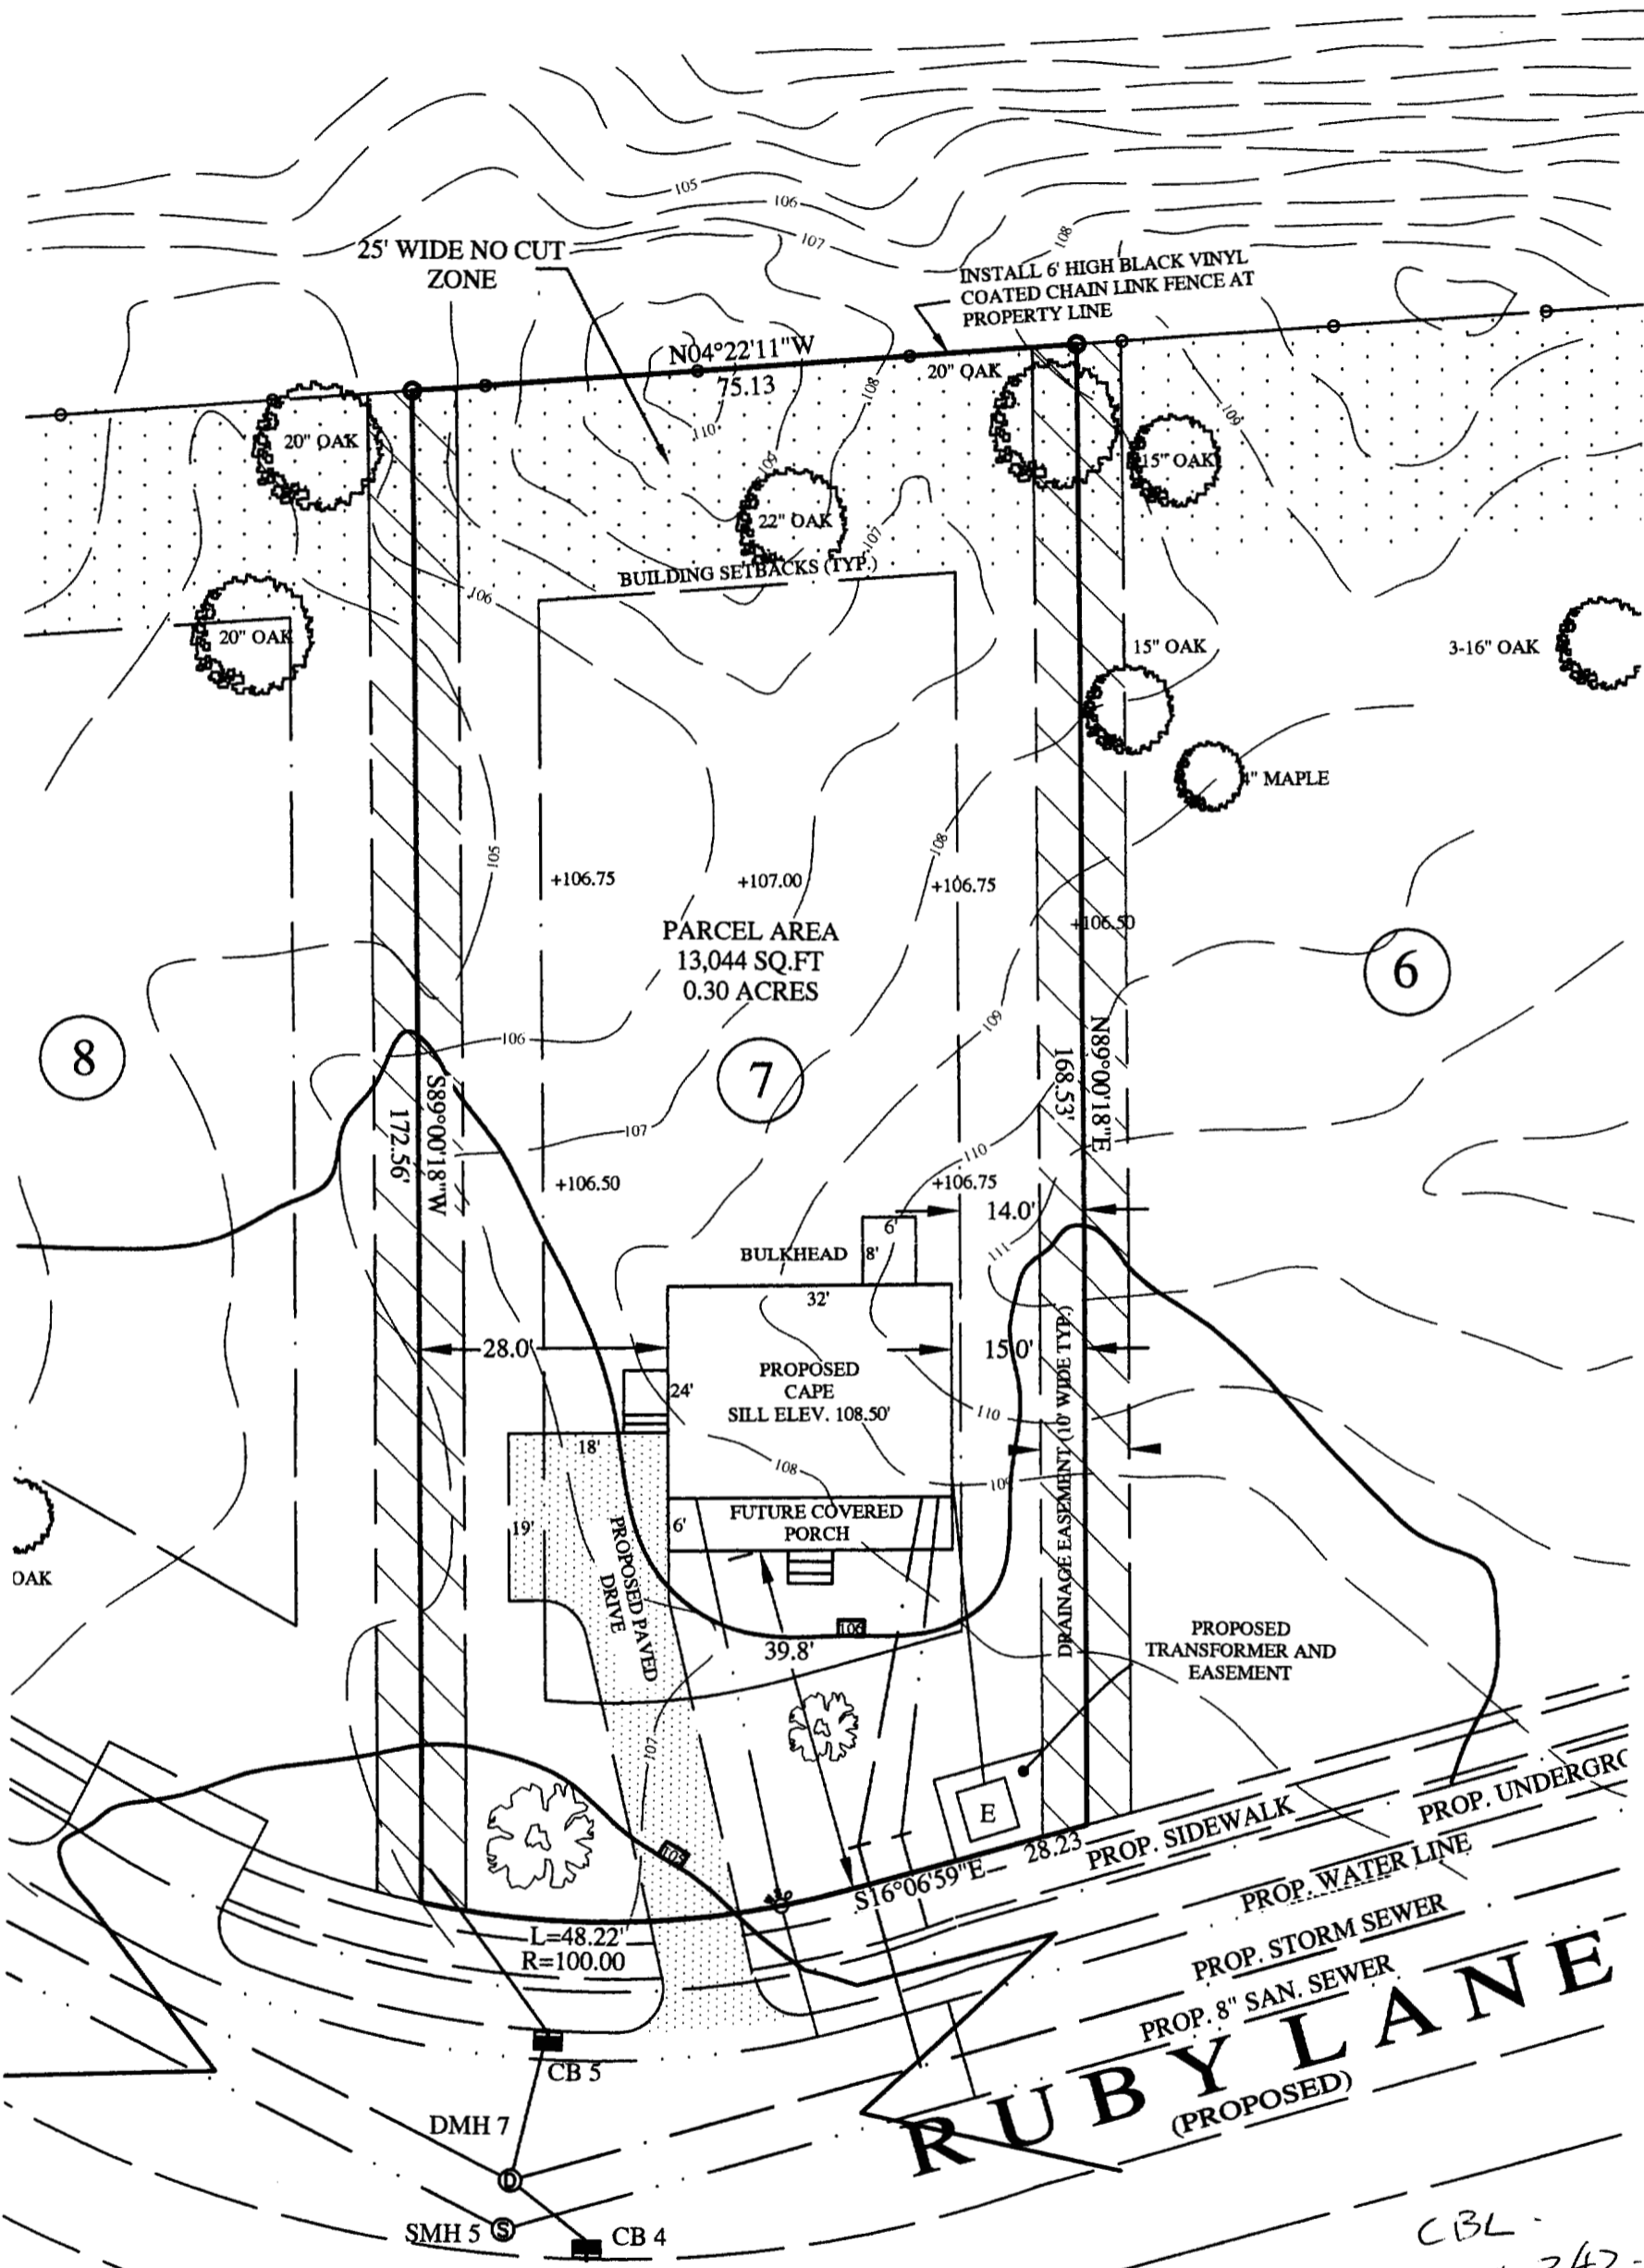 105
106
107
108
25' WIDE NO CUT
ZONE
INSTALL 6' HIGH BLACK VINYL
COATED CHAIN LINK FENCE AT
PROPERTY LINE
N04°22'11"W
75.13
20" OAK
108
109
110
109
20" OAK
15" OAK
22" OAK
107
BUILDING SETBACKS (TYP.)
106
20" OAK
15" OAK
3-16" OAK
4" MAPLE
105
108
+106.75
+107.00
+106.75
+106.50
PARCEL AREA
13,044 SQ.FT
0.30 ACRES
6
109
106
8
7
N89°00'18"E
168.53'
S89°00'18"W
172.56'
107
110
+106.50
+106.75
14.0'
6'
BULKHEAD
8'
111
32'
28.0'
15.0'
PROPOSED
CAPE
SILL ELEV. 108.50'
24'
110
18'
108
109
DRAINAGE EASEMENT (10' WIDE TYP.)
FUTURE COVERED
PORCH
6'
19'
PROPOSED PAVED
DRIVE
OAK
106
39.8'
PROPOSED
TRANSFORMER AND
EASEMENT
107
E
105
28.23
S16°06'59"E
PROP. SIDEWALK
PROP. UNDERGRO
PROP. WATER LINE
L=48.22'
R=100.00
PROP. STORM SEWER
PROP. 8" SAN. SEWER
RUBY LANE
(PROPOSED)
CB 5
DMH 7
D
SMH 5
S
CB 4
CBL